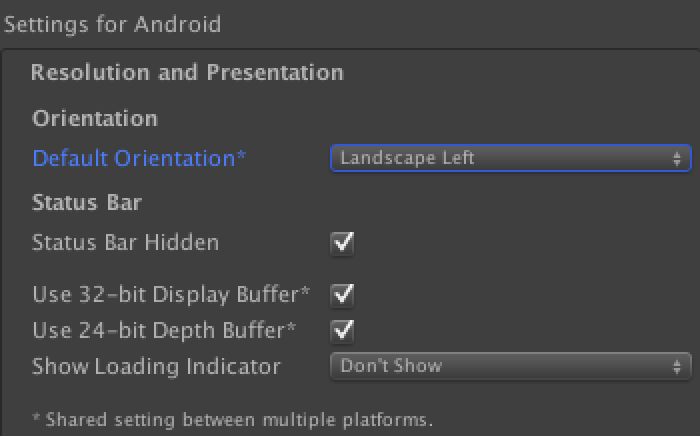 Settings for Android
Resolution and Presentation
Orientation
Default Orientation* Landscape Left
Status Bar
Status Bar Hidden
Use 32-bit Display Buffer*
Use 24-bit Depth Buffer*
Show Loading Indicator Don't Show
* Shared setting between multiple platforms.